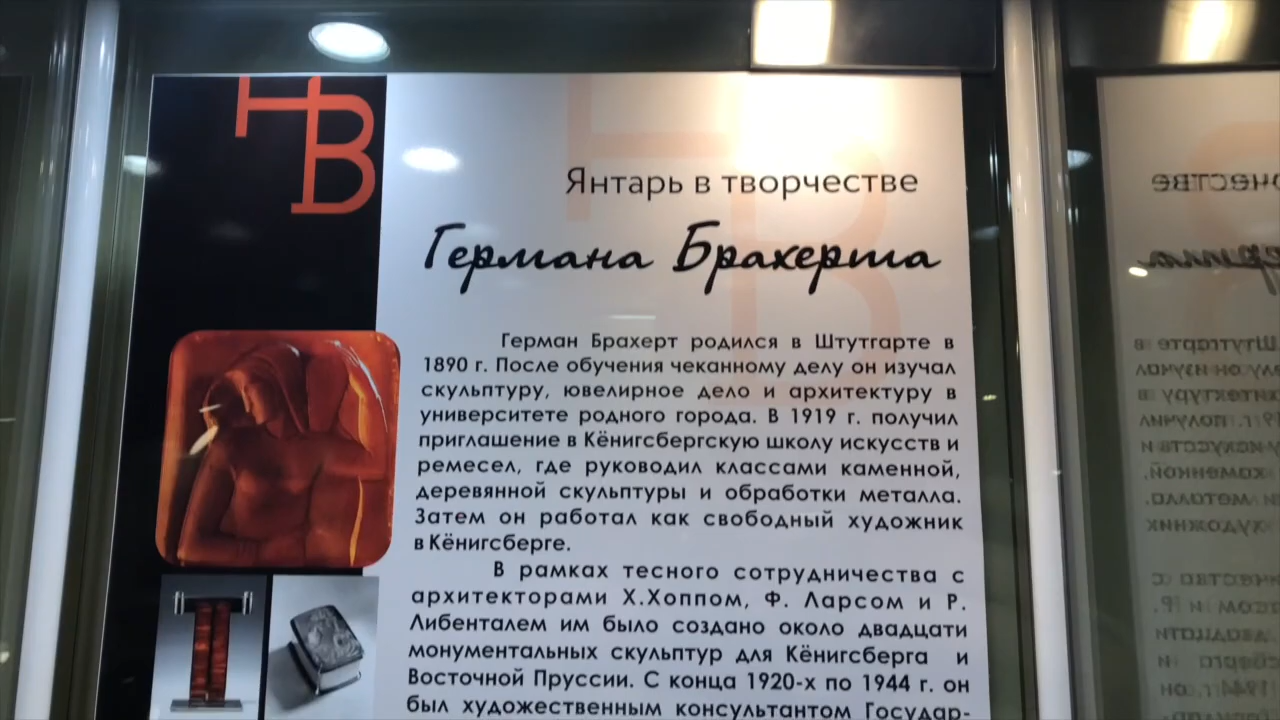 HB
Янтарь в творчестве
Германа Брахерта
Герман Брахерт родился в Штутгарте в
1890 г. После обучения чеканному делу он изучал
скульптуру, ювелирное дело и архитектуру в
университете родного города. В 1919 г. получил
приглашение в Кёнигсбергскую школу искусств и
ремесел, где руководил классами каменной,
деревянной скульптуры и обработки металла.
Затем он работал как свободный художник
в Кёнигсберге.
В рамках тесного сотрудничества с
архитекторами Х.Хоппом, Ф. Ларсом и Р.
Либенталем им было создано около двадцати
монументальных скульптур для Кёнигсберга и
Восточной Пруссии. С конца 1920-х по 1944 г. он
был художественным консультантом Государ-